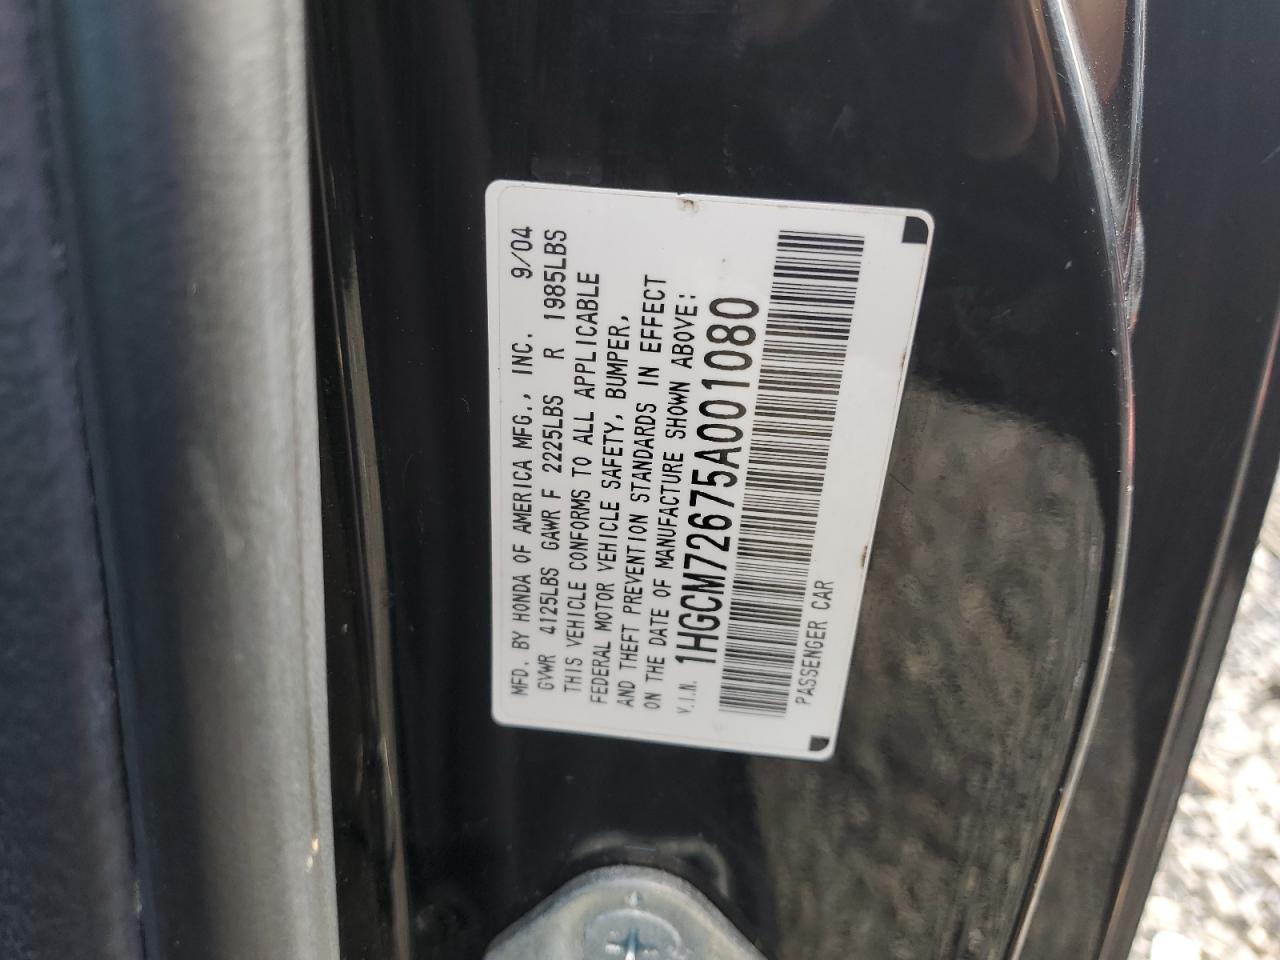 MFD. BY HONDA OF AMERICA MFG., INC. 9/04
GVWR 4125LBS GAWR F 2225LBS R 1985LBS
THIS VEHICLE CONFORMS TO ALL APPLICABLE
FEDERAL MOTOR VEHICLE SAFETY, BUMPER,
AND THEFT PREVENTION STANDARDS IN EFFECT
ON THE DATE OF MANUFACTURE SHOWN ABOVE:
V.I.N. 1HGCM72675A001080
PASSENGER CAR